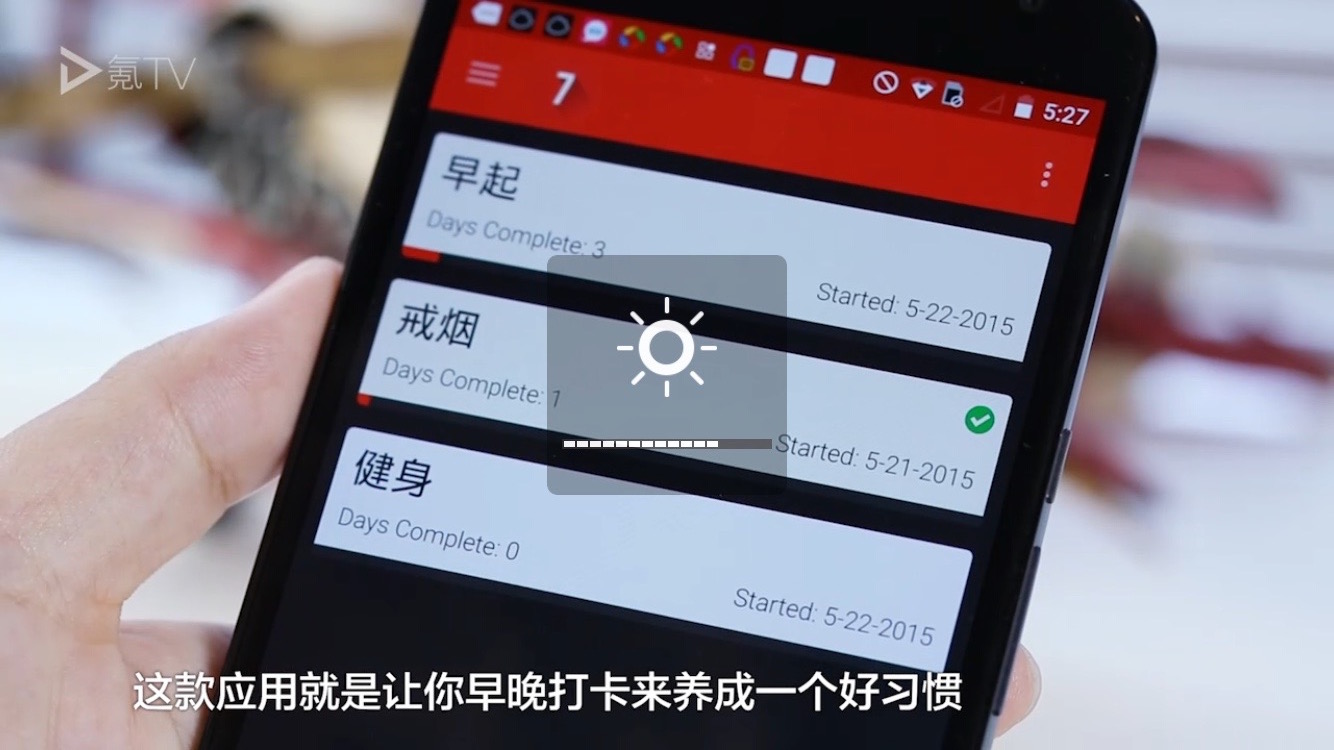 氪TV
5:27
7
早起
Days Complete: 3
Started: 5-22-2015
戒烟
Days Complete: 1
Started: 5-21-2015
健身
Days Complete: 0
Started: 5-22-2015
这款应用就是让你早晚打卡来养成一个好习惯